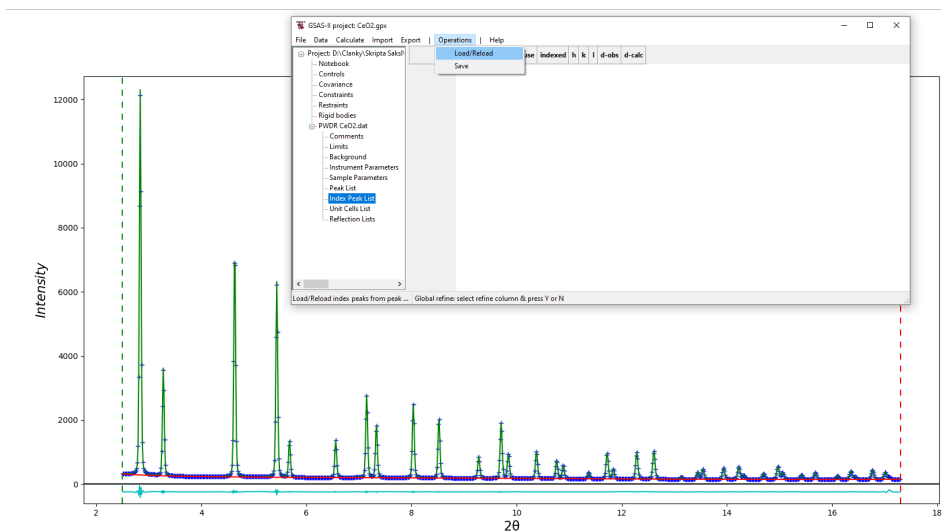 GSAS-II project: CeO2.gpx
File Data Calculate Import Export | Operations | Help
Project: D:\Clanky\Skripta Saksl\
Load/Reload
Save
indexed h k l d-obs d-calc
Notebook
Controls
Covariance
Constraints
Restraints
Rigid bodies
PWDR CeO2.dat
Comments
Limits
Background
Instrument Parameters
Sample Parameters
Peak List
Index Peak List
Unit Cells List
Reflection Lists
Load/Reload index peaks from peak ... Global refine: select refine column & press Y or N
Intensity
12000
10000
8000
6000
4000
2000
0
2 4 6 8 10 12 14 16 18
2θ